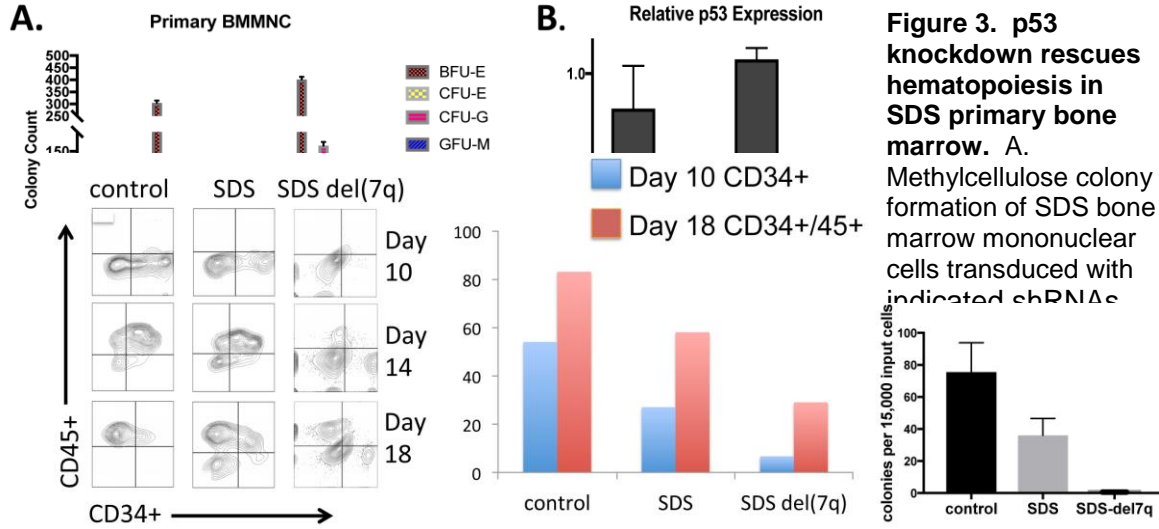 A.
Primary BMMNC
500
450
400
350
300
250
150
Colony Count
BFU-E
CFU-E
CFU-G
GFU-M
control SDS SDS del(7q)
Day
10
Day
14
Day
18
CD45+
CD34+
B.
Relative p53 Expression
1.0
Day 10 CD34+
Day 18 CD34+/45+
100
80
60
40
20
0
control SDS SDS del(7q)
Figure 3. p53
knockdown rescues
hematopoiesis in
SDS primary bone
marrow. A.
Methylcellulose colony
formation of SDS bone
marrow mononuclear
cells transduced with
indicated shRNAs
colonies per 15,000 input cells
100
80
60
40
20
0
control SDS SDS-del7q